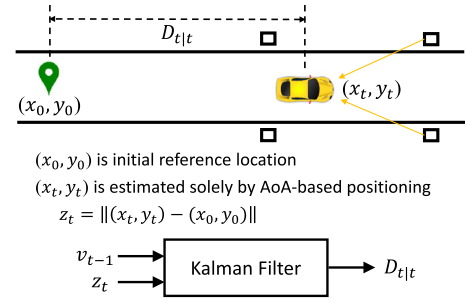 D_{t|t}
(x_0, y_0)
(x_t, y_t)
(x_0, y_0) is initial reference location
(x_t, y_t) is estimated solely by AoA-based positioning
z_t = ‖(x_t, y_t) − (x_0, y_0)‖
v_{t−1}
z_t
Kalman Filter
D_{t|t}